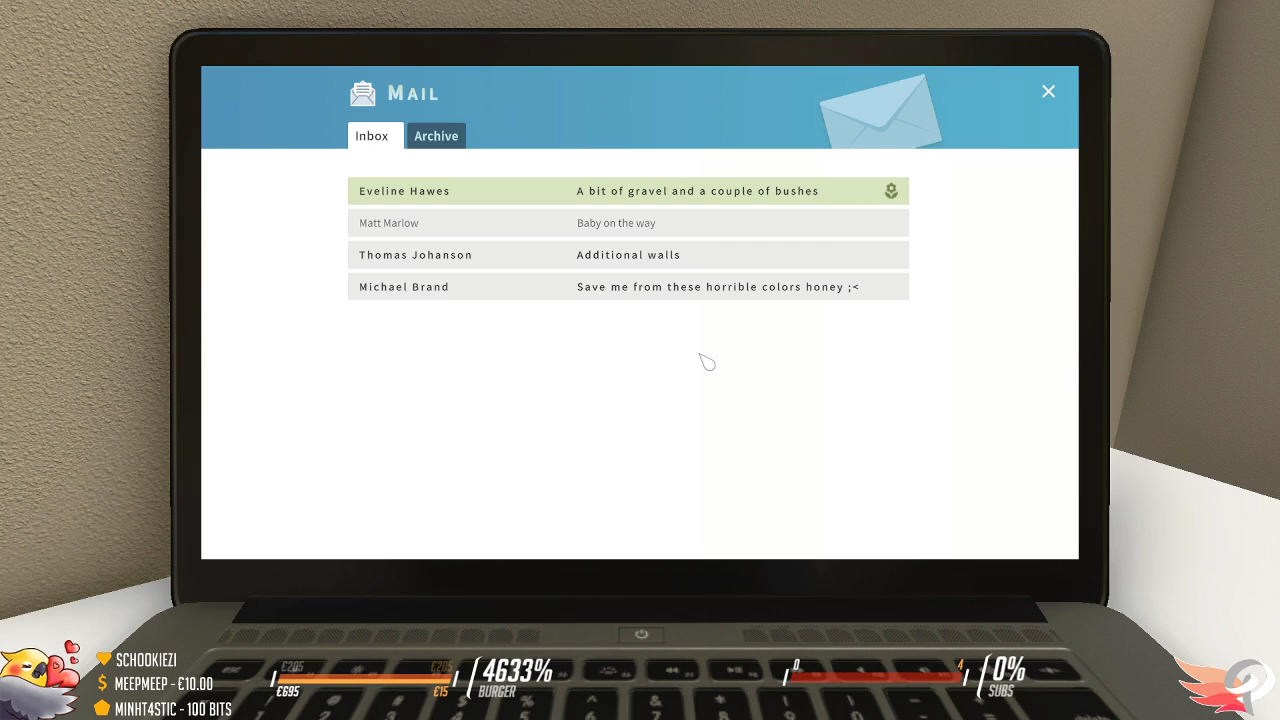 MAIL
Inbox
Archive
Eveline Hawes A bit of gravel and a couple of bushes
Matt Marlow Baby on the way
Thomas Johanson Additional walls
Michael Brand Save me from these horrible colors honey ;<
SCHOOKIEZI
$ MEEPMEEP - €10.00
MINHT4STIC - 100 BITS
€205 €205
€695 €15
4633%
BURGER
0 4
0%
SUBS
esc